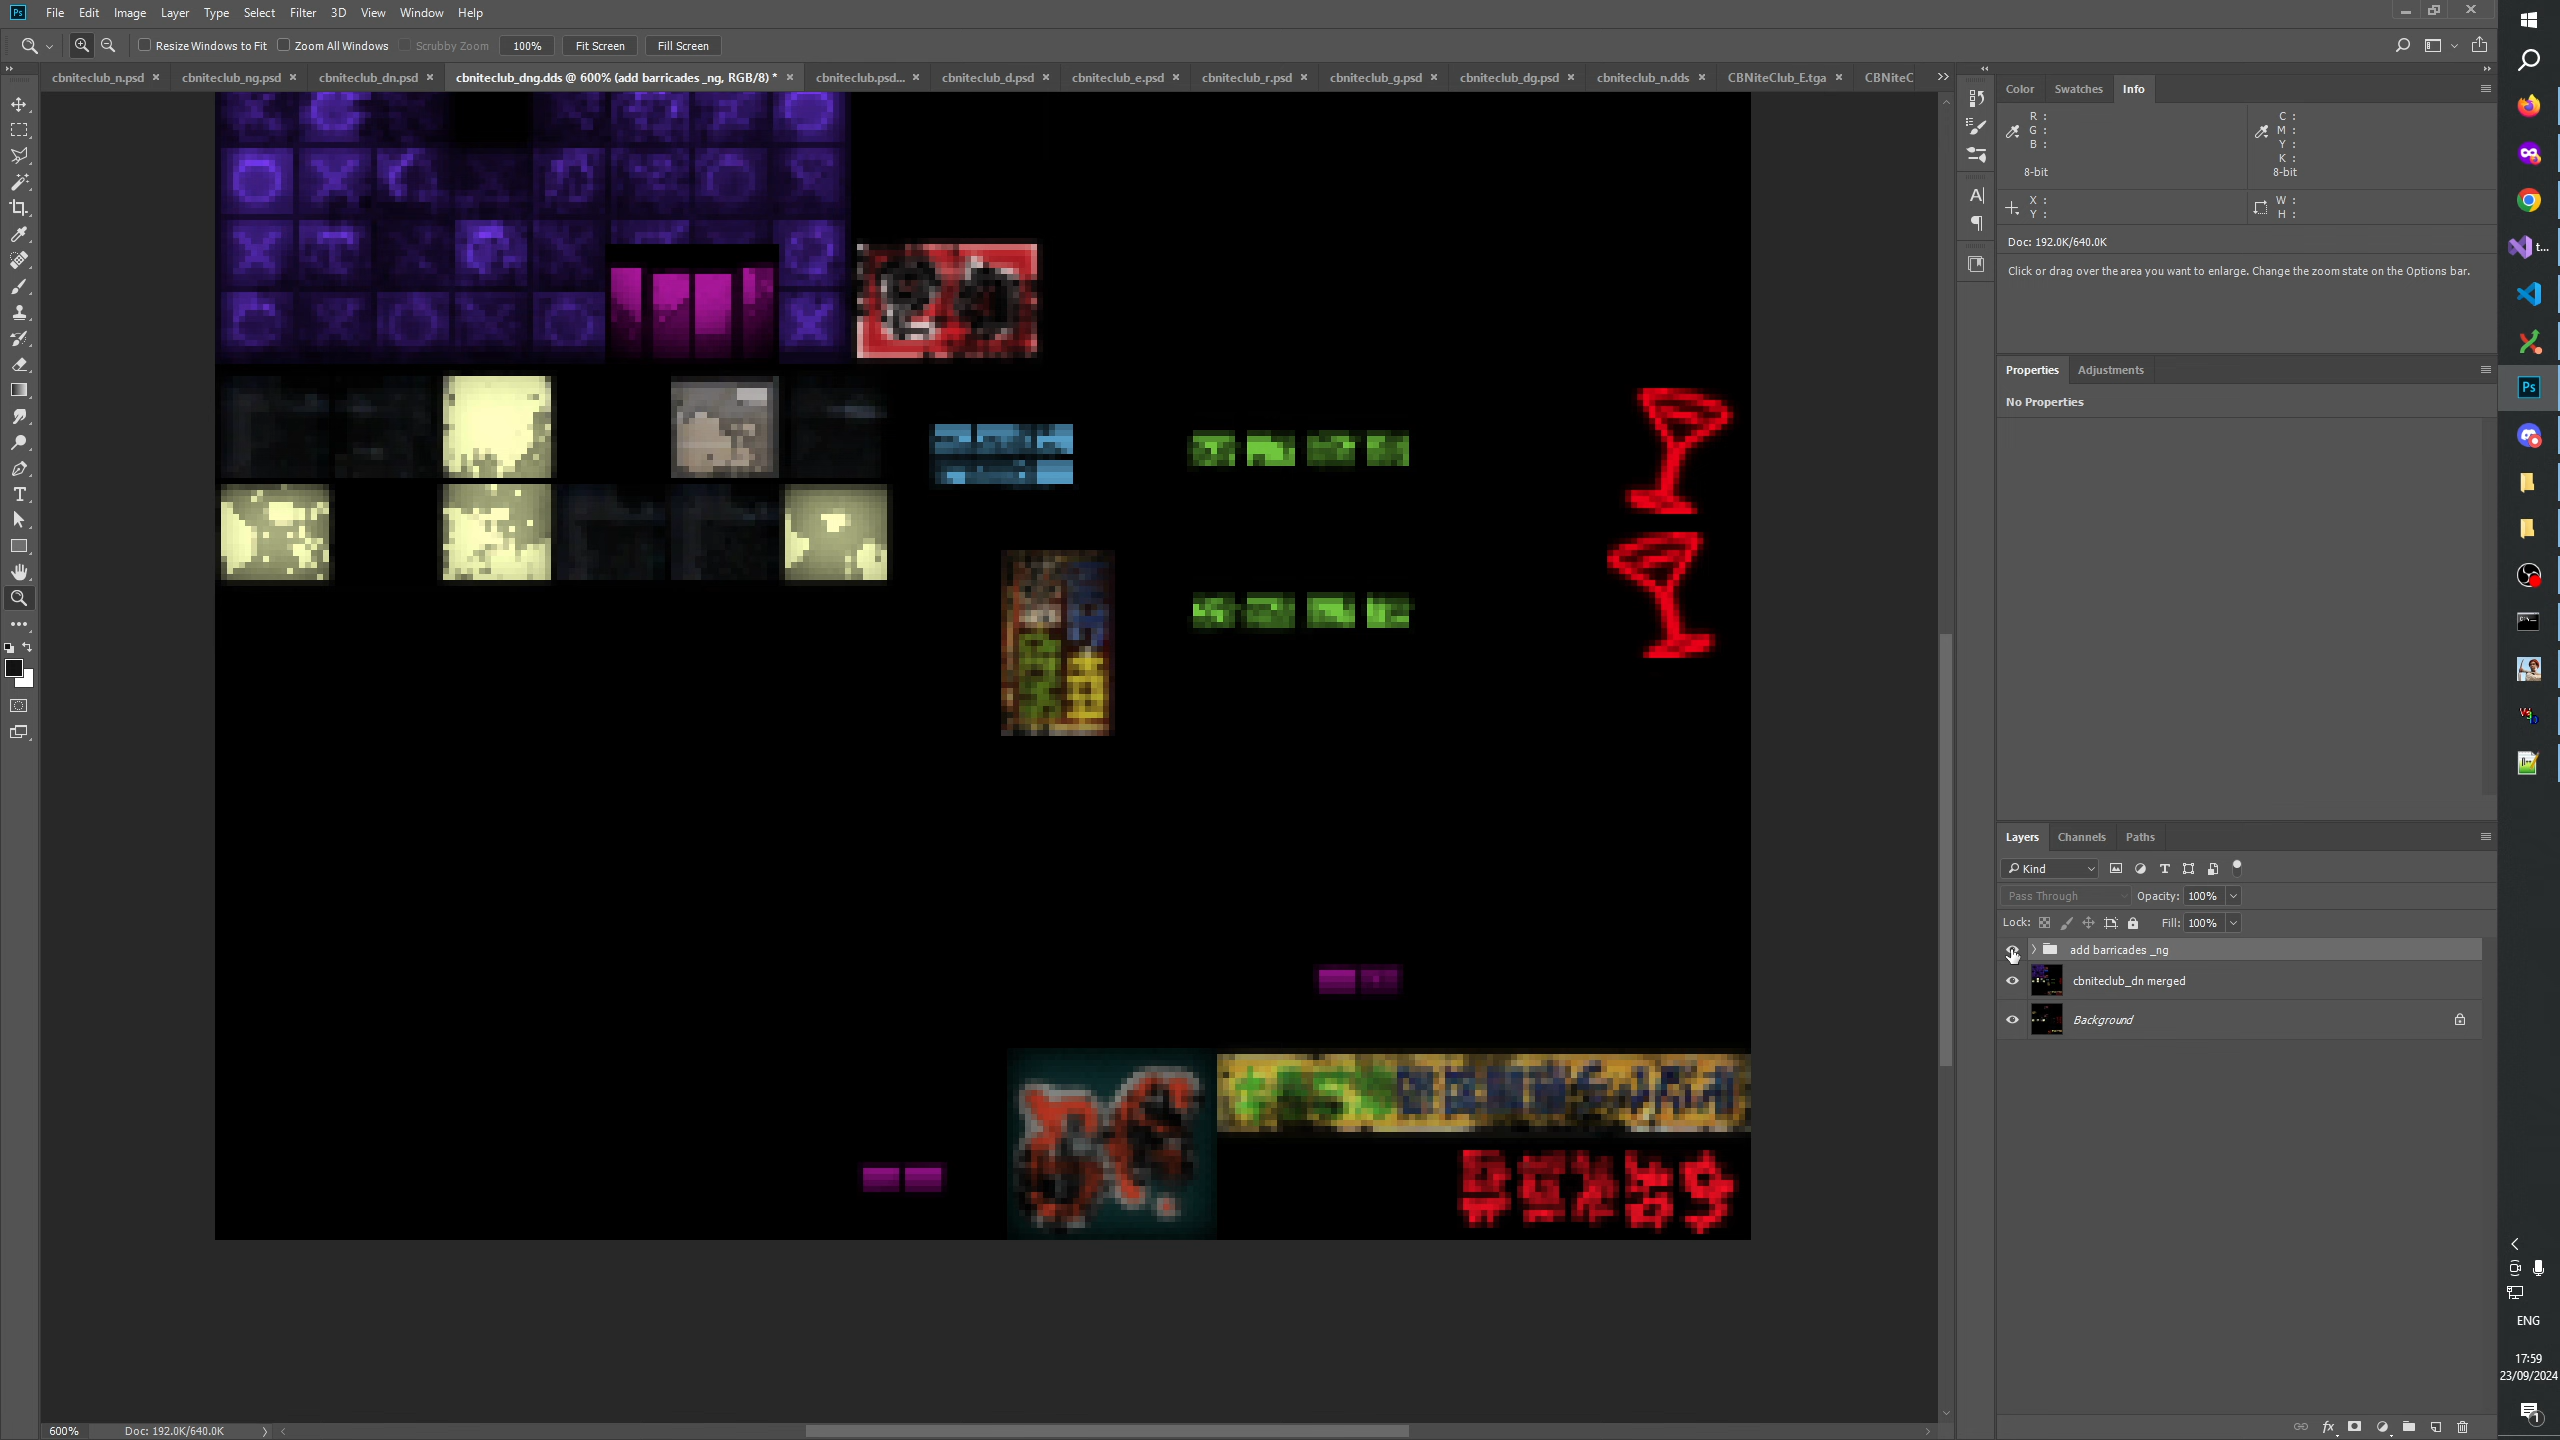 Ps File Edit Image Layer Type Select Filter 3D View Window Help
Resize Windows to Fit Zoom All Windows Scrubby Zoom 100% Fit Screen Fill Screen
cbniteclub_n.psd × cbniteclub_ng.psd × cbniteclub_dn.psd × cbniteclub_dng.dds @ 600% (add barricades _ng, RGB/8) * × cbniteclub.psd... × cbniteclub_d.psd × cbniteclub_e.psd × cbniteclub_r.psd × cbniteclub_g.psd × cbniteclub_dg.psd × cbniteclub_n.dds × CBNiteClub_E.tga × CBNiteC
Color Swatches Info
R :
G :
B :
8-bit
C :
M :
Y :
K :
8-bit
X :
Y :
W :
H :
Doc: 192.0K/640.0K
Click or drag over the area you want to enlarge. Change the zoom state on the Options bar.
Properties Adjustments
No Properties
Layers Channels Paths
Kind
Pass Through Opacity: 100%
Lock: Fill: 100%
add barricades _ng
cbniteclub_dn merged
Background
600% Doc: 192.0K/640.0K
t...
Ps
ENG
17:59
23/09/2024
1